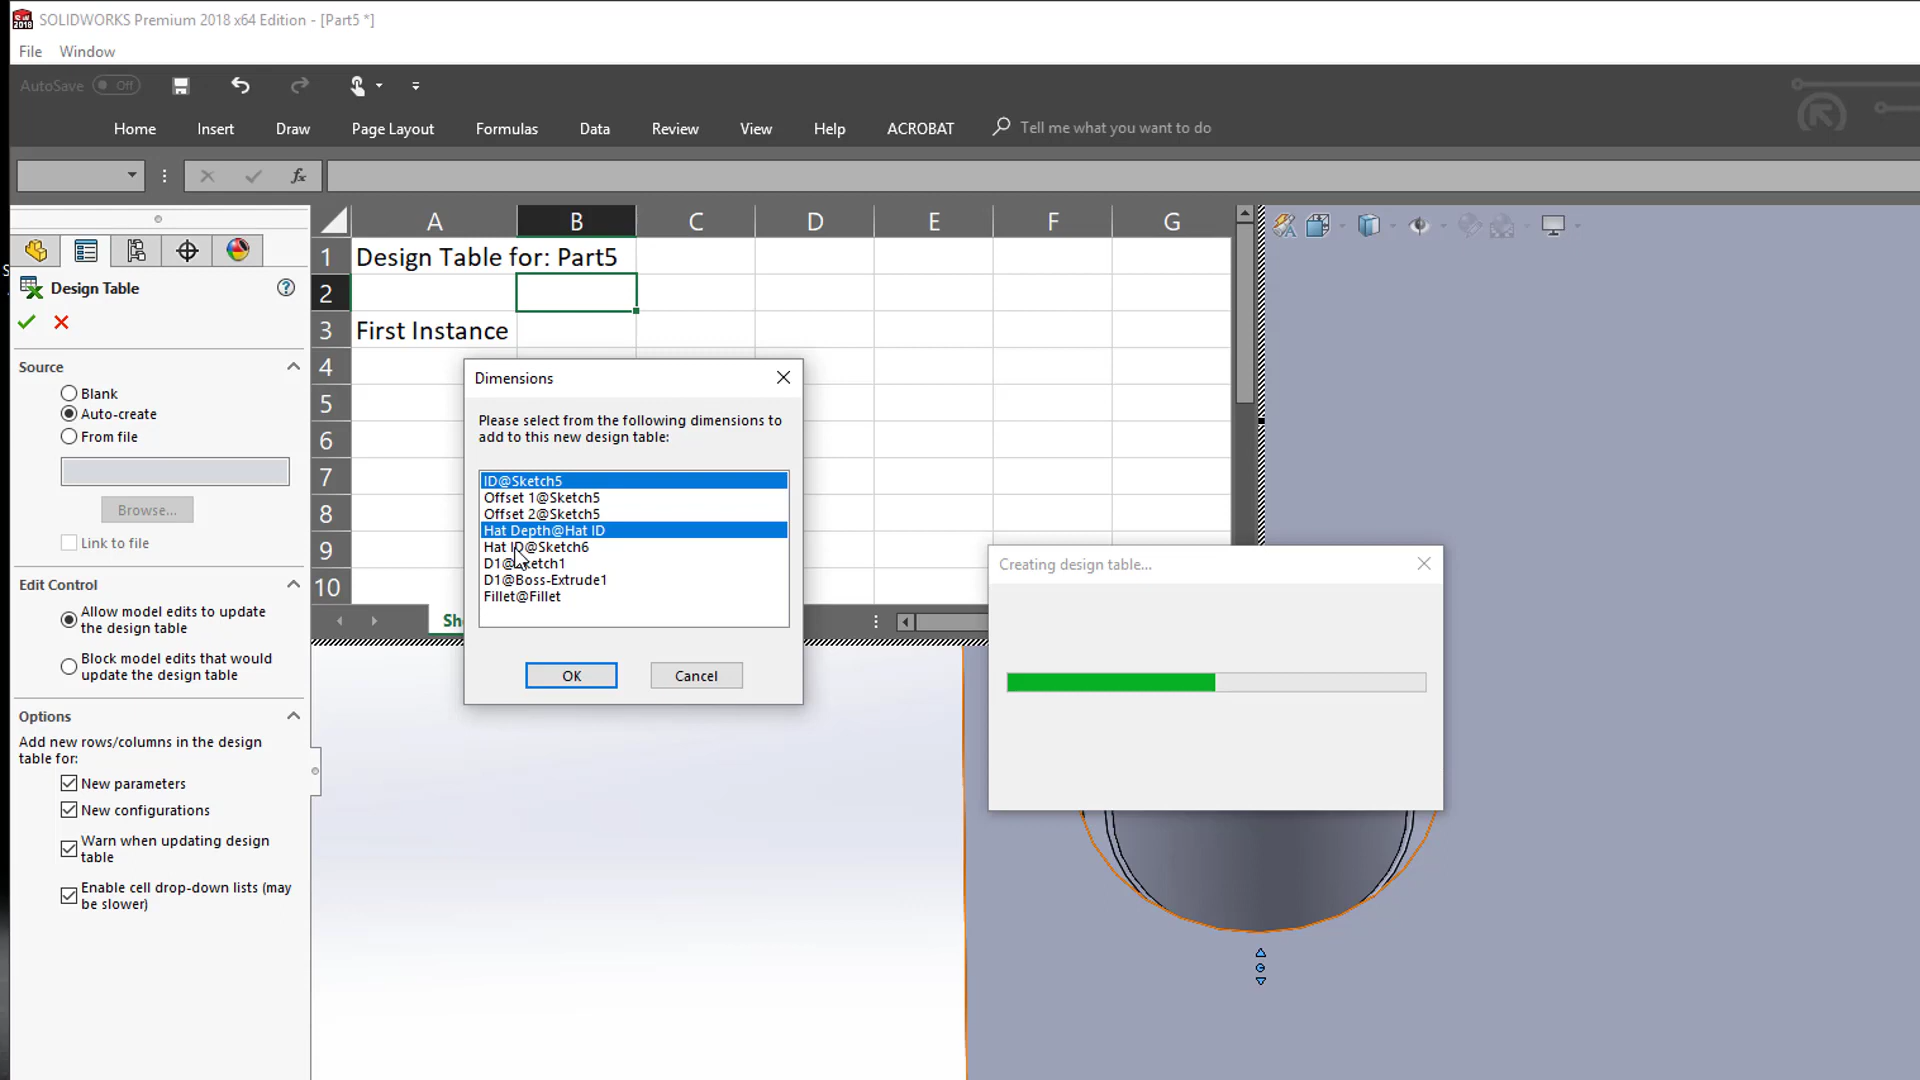 SOLIDWORKS Premium 2018 x64 Edition - [Part5 *]
File Window
AutoSave Off
Home Insert Draw Page Layout Formulas Data Review View Help ACROBAT Tell me what you want to do
fx
A B C D E F G
1 Design Table for: Part5
2
3 First Instance
4
5
6
7
8
9
10
Design Table
Source
Blank
Auto-create
From file
Browse...
Link to file
Edit Control
Allow model edits to update
the design table
Block model edits that would
update the design table
Options
Add new rows/columns in the design
table for:
New parameters
New configurations
Warn when updating design
table
Enable cell drop-down lists (may
be slower)
Dimensions
Please select from the following dimensions to
add to this new design table:
ID@Sketch5
Offset 1@Sketch5
Offset 2@Sketch5
Hat Depth@Hat ID
Hat ID@Sketch6
D1@Sketch1
D1@Boss-Extrude1
Fillet@Fillet
OK Cancel
Creating design table...